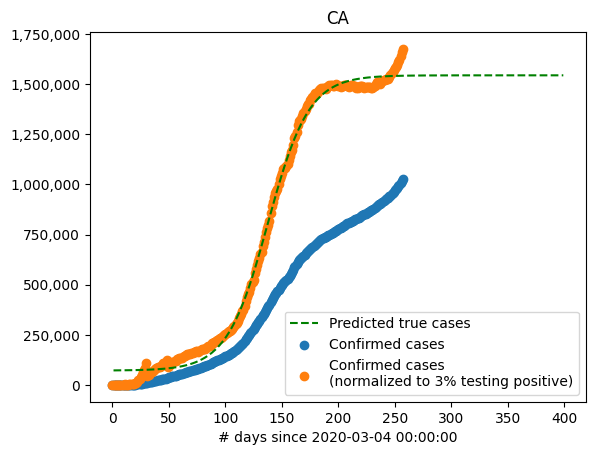 CA
1,750,000
1,500,000
1,250,000
1,000,000
750,000
500,000
250,000
0
Predicted true cases
Confirmed cases
Confirmed cases
(normalized to 3% testing positive)
0 50 100 150 200 250 300 350 400
# days since 2020-03-04 00:00:00